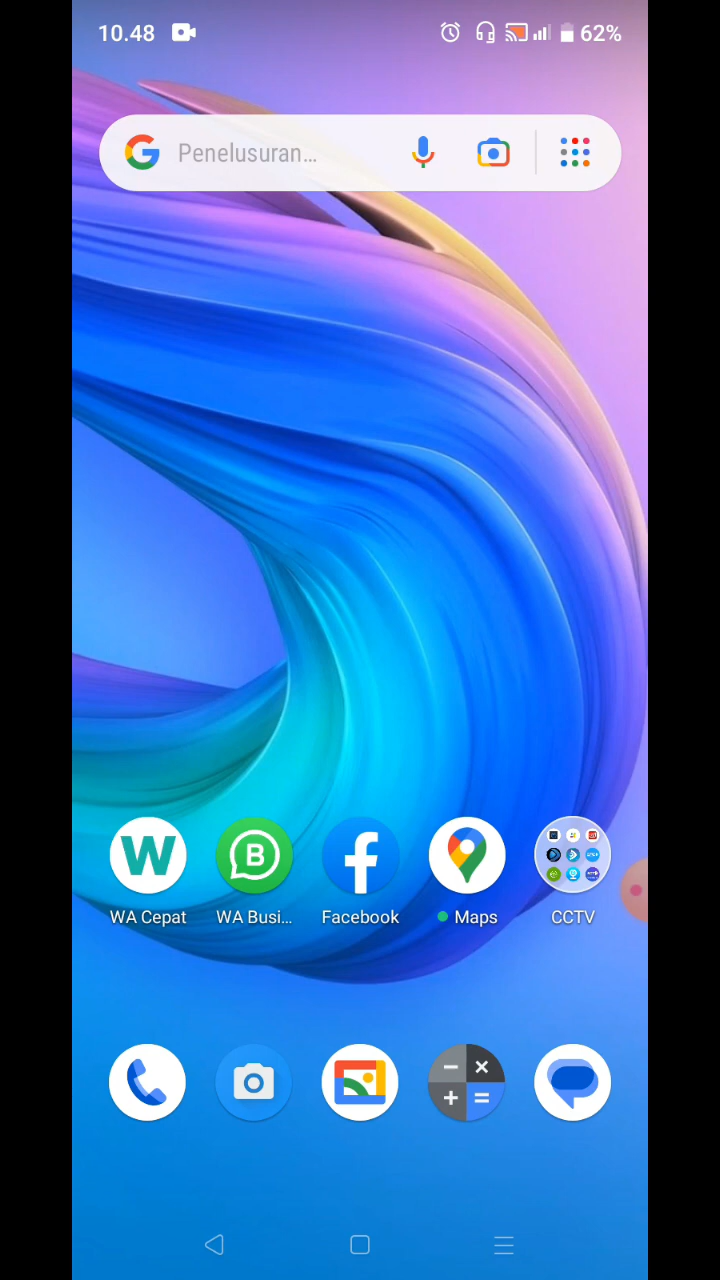 10.48
62%
Penelusuran...
WA Cepat
WA Busi...
Facebook
Maps
CCTV